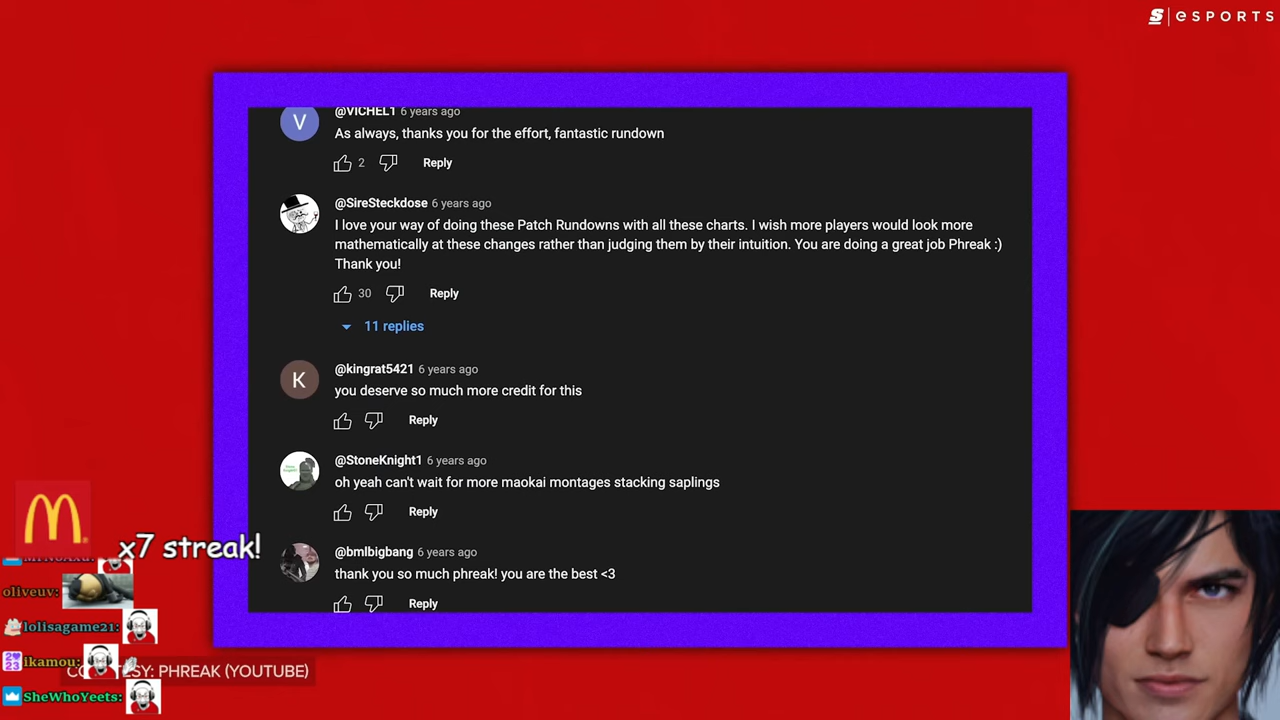 S | eSPORTS
@VICHEL1 6 years ago
As always, thanks you for the effort, fantastic rundown
2 Reply
@SireSteckdose 6 years ago
I love your way of doing these Patch Rundowns with all these charts. I wish more players would look more
mathematically at these changes rather than judging them by their intuition. You are doing a great job Phreak :)
Thank you!
30 Reply
11 replies
K
@kingrat5421 6 years ago
you deserve so much more credit for this
Reply
@StoneKnight1 6 years ago
oh yeah can't wait for more maokai montages stacking saplings
Reply
@bmlbigbang 6 years ago
thank you so much phreak! you are the best <3
Reply
V
x7 streak!
oliveuv:
lolisagame21:
ikamou:
PHREAK (YOUTUBE)
SheWhoYeets: